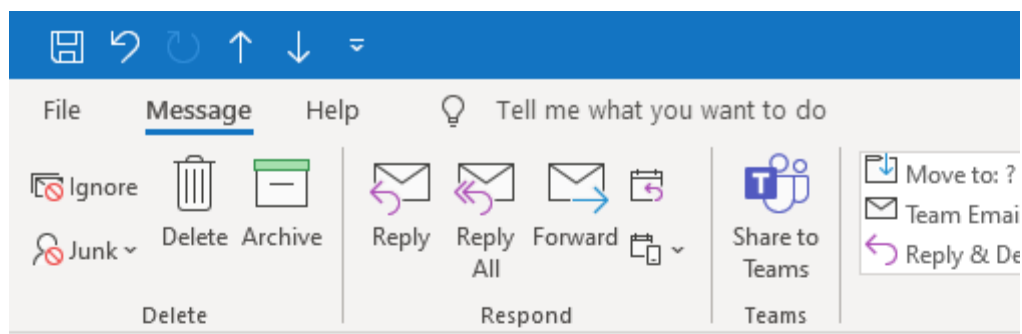 File Message Help Tell me what you want to do
Ignore
Junk
Delete Archive
Delete
Reply Reply All Forward
Respond
T
Share to Teams
Teams
Move to: ?
Team Emai
Reply & De